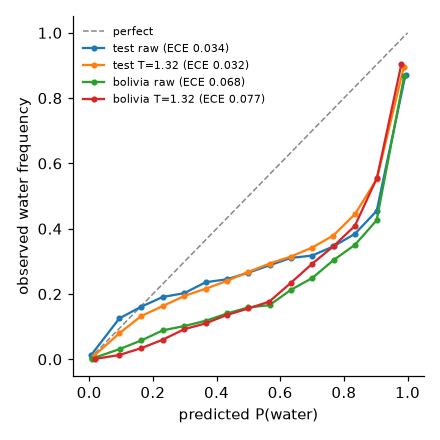 perfect
test raw (ECE 0.034)
test T=1.32 (ECE 0.032)
bolivia raw (ECE 0.068)
bolivia T=1.32 (ECE 0.077)
observed water frequency
1.0
0.8
0.6
0.4
0.2
0.0
0.0 0.2 0.4 0.6 0.8 1.0
predicted P(water)